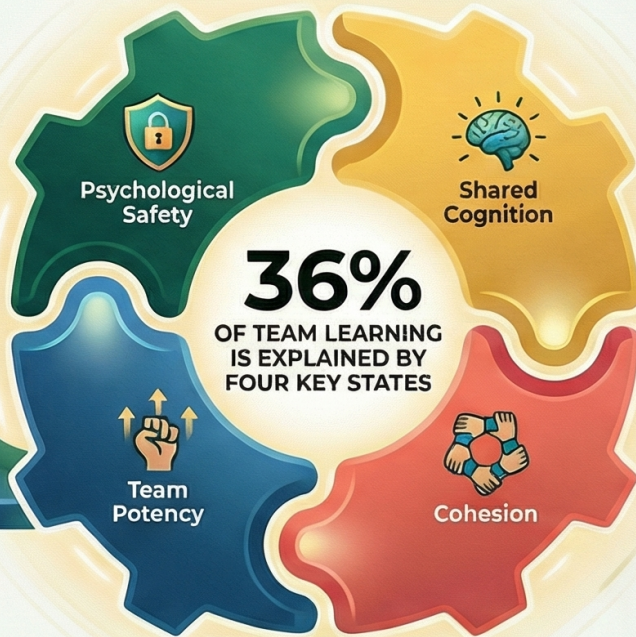 Psychological
Safety
Shared
Cognition
36%
OF TEAM LEARNING
IS EXPLAINED BY
FOUR KEY STATES
Team
Potency
Cohesion